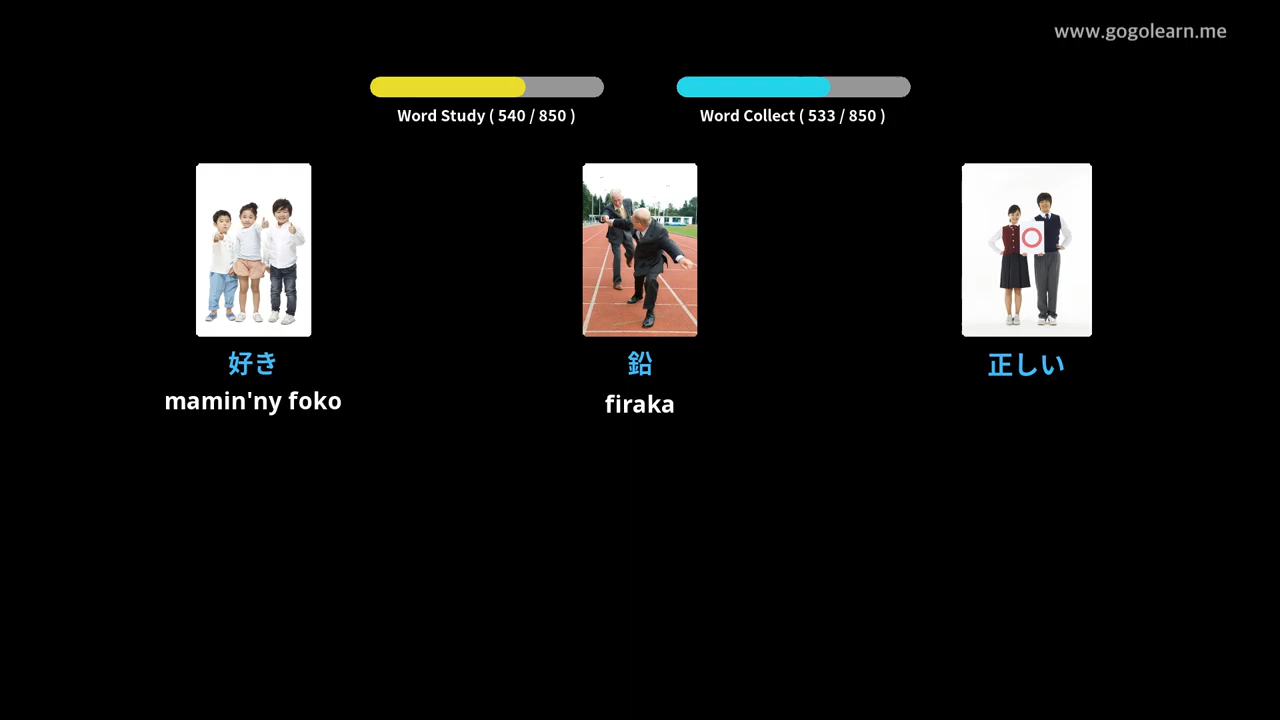 www.gogolearn.me
Word Study ( 540 / 850 )
Word Collect ( 533 / 850 )
好き
鉛
正しい
mamin'ny foko
firaka